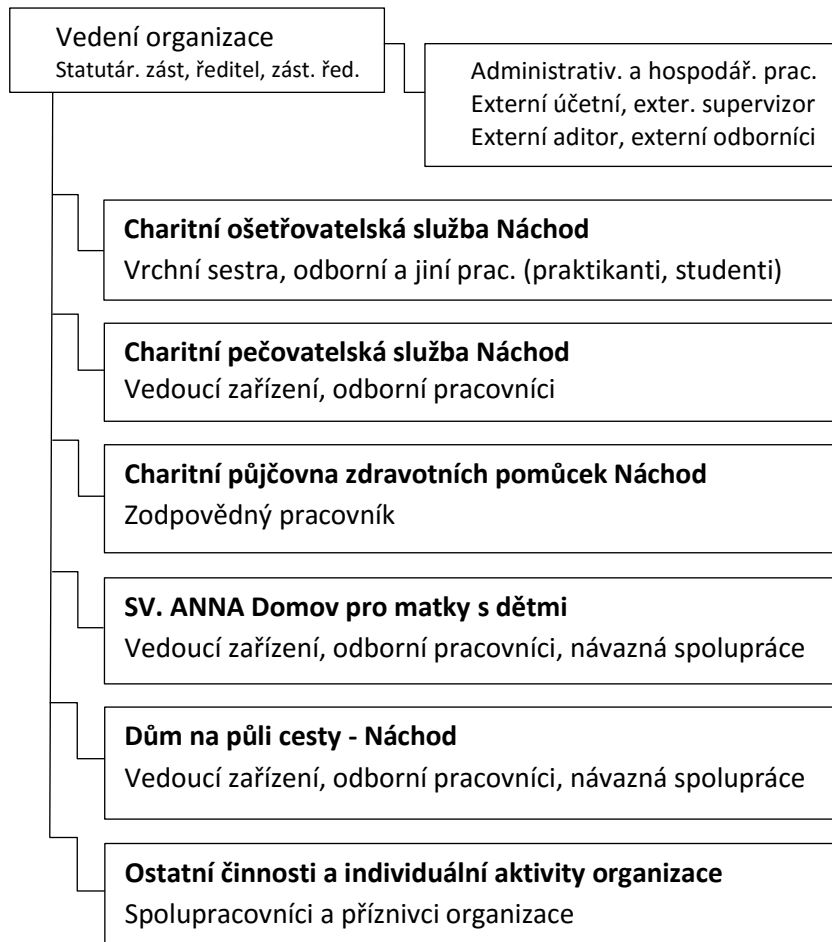 Vedení organizace
Statutár. zást, ředitel, zást. řed.
Administrativ. a hospodář. prac.
Externí účetní, exter. supervizor
Externí aditor, externí odborníci
Charitní ošetřovatelská služba Náchod
Vrchní sestra, odborní a jiní prac. (praktikanti, studenti)
Charitní pečovatelská služba Náchod
Vedoucí zařízení, odborní pracovníci
Charitní půjčovna zdravotních pomůcek Náchod
Zodpovědný pracovník
SV. ANNA Domov pro matky s dětmi
Vedoucí zařízení, odborní pracovníci, návazná spolupráce
Dům na půli cesty - Náchod
Vedoucí zařízení, odborní pracovníci, návazná spolupráce
Ostatní činnosti a individuální aktivity organizace
Spolupracovníci a příznivci organizace